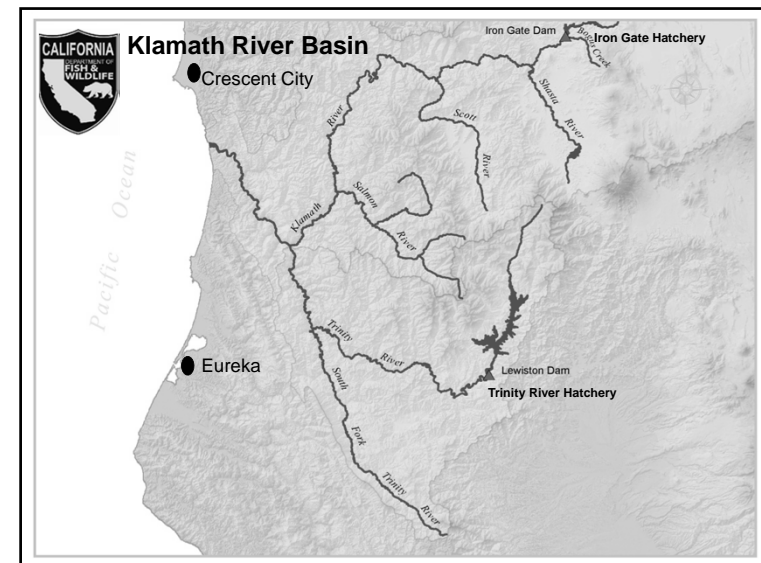 CALIFORNIA
DEPARTMENT OF
FISH &
WILDLIFE
Klamath River Basin
Crescent City
Iron Gate Dam
Iron Gate Hatchery
Bogus Creek
Shasta
River
Scott
River
River
Klamath
Salmon
River
Pacific Ocean
Trinity
River
Eureka
South
Fork
Trinity
River
Lewiston Dam
Trinity River Hatchery